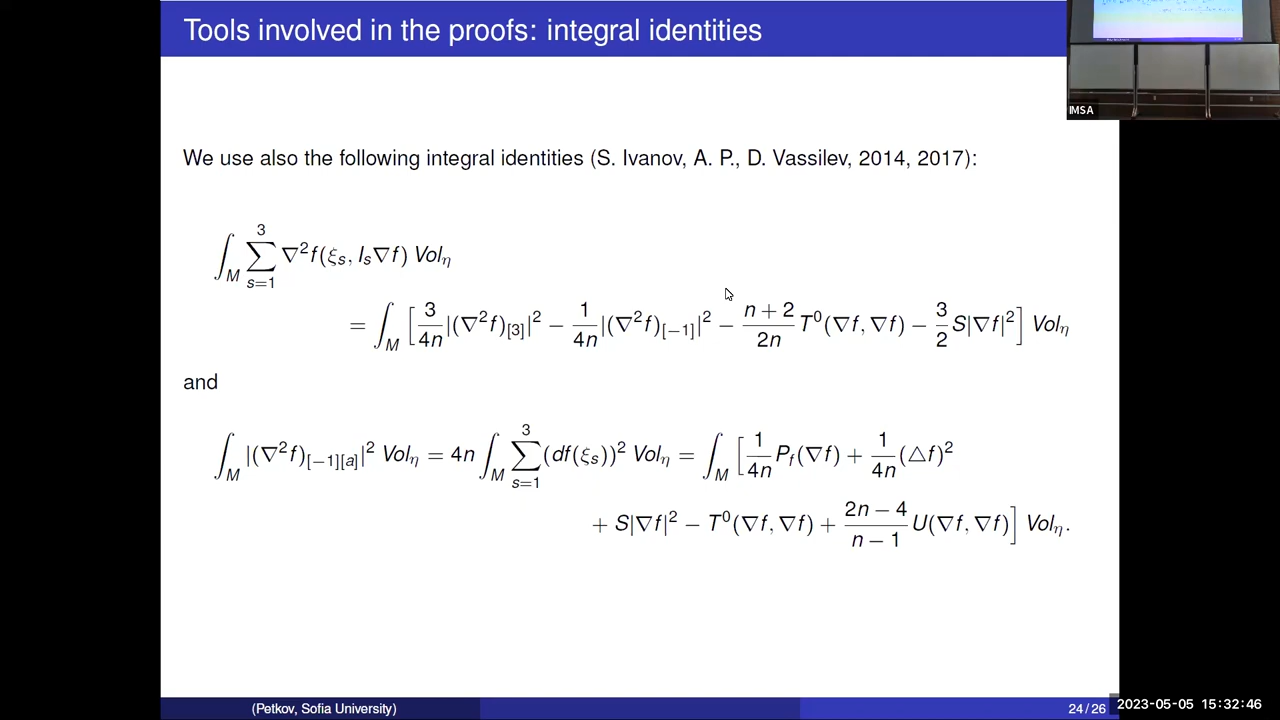 Tools involved in the proofs: integral identities
IMSA
We use also the following integral identities (S. Ivanov, A. P., D. Vassilev, 2014, 2017):
∫_M ∑_{s=1}^{3} ∇²f(ξ_s, I_s∇f) Vol_η
= ∫_M [ 3/4n |(∇²f)_{[3]}|² − 1/4n |(∇²f)_{[-1]}|² − n + 2/2n T⁰(∇f, ∇f) − 3/2 S|∇f|² ] Vol_η
and
∫_M |(∇²f)_{[-1][a]}|² Vol_η = 4n ∫_M ∑_{s=1}^{3} (df(ξ_s))² Vol_η = ∫_M [ 1/4n P_f(∇f) + 1/4n (△f)²
+ S|∇f|² − T⁰(∇f, ∇f) + 2n − 4/n − 1 U(∇f, ∇f) ] Vol_η.
(Petkov, Sofia University)
24 / 26
2023-05-05 15:32:46